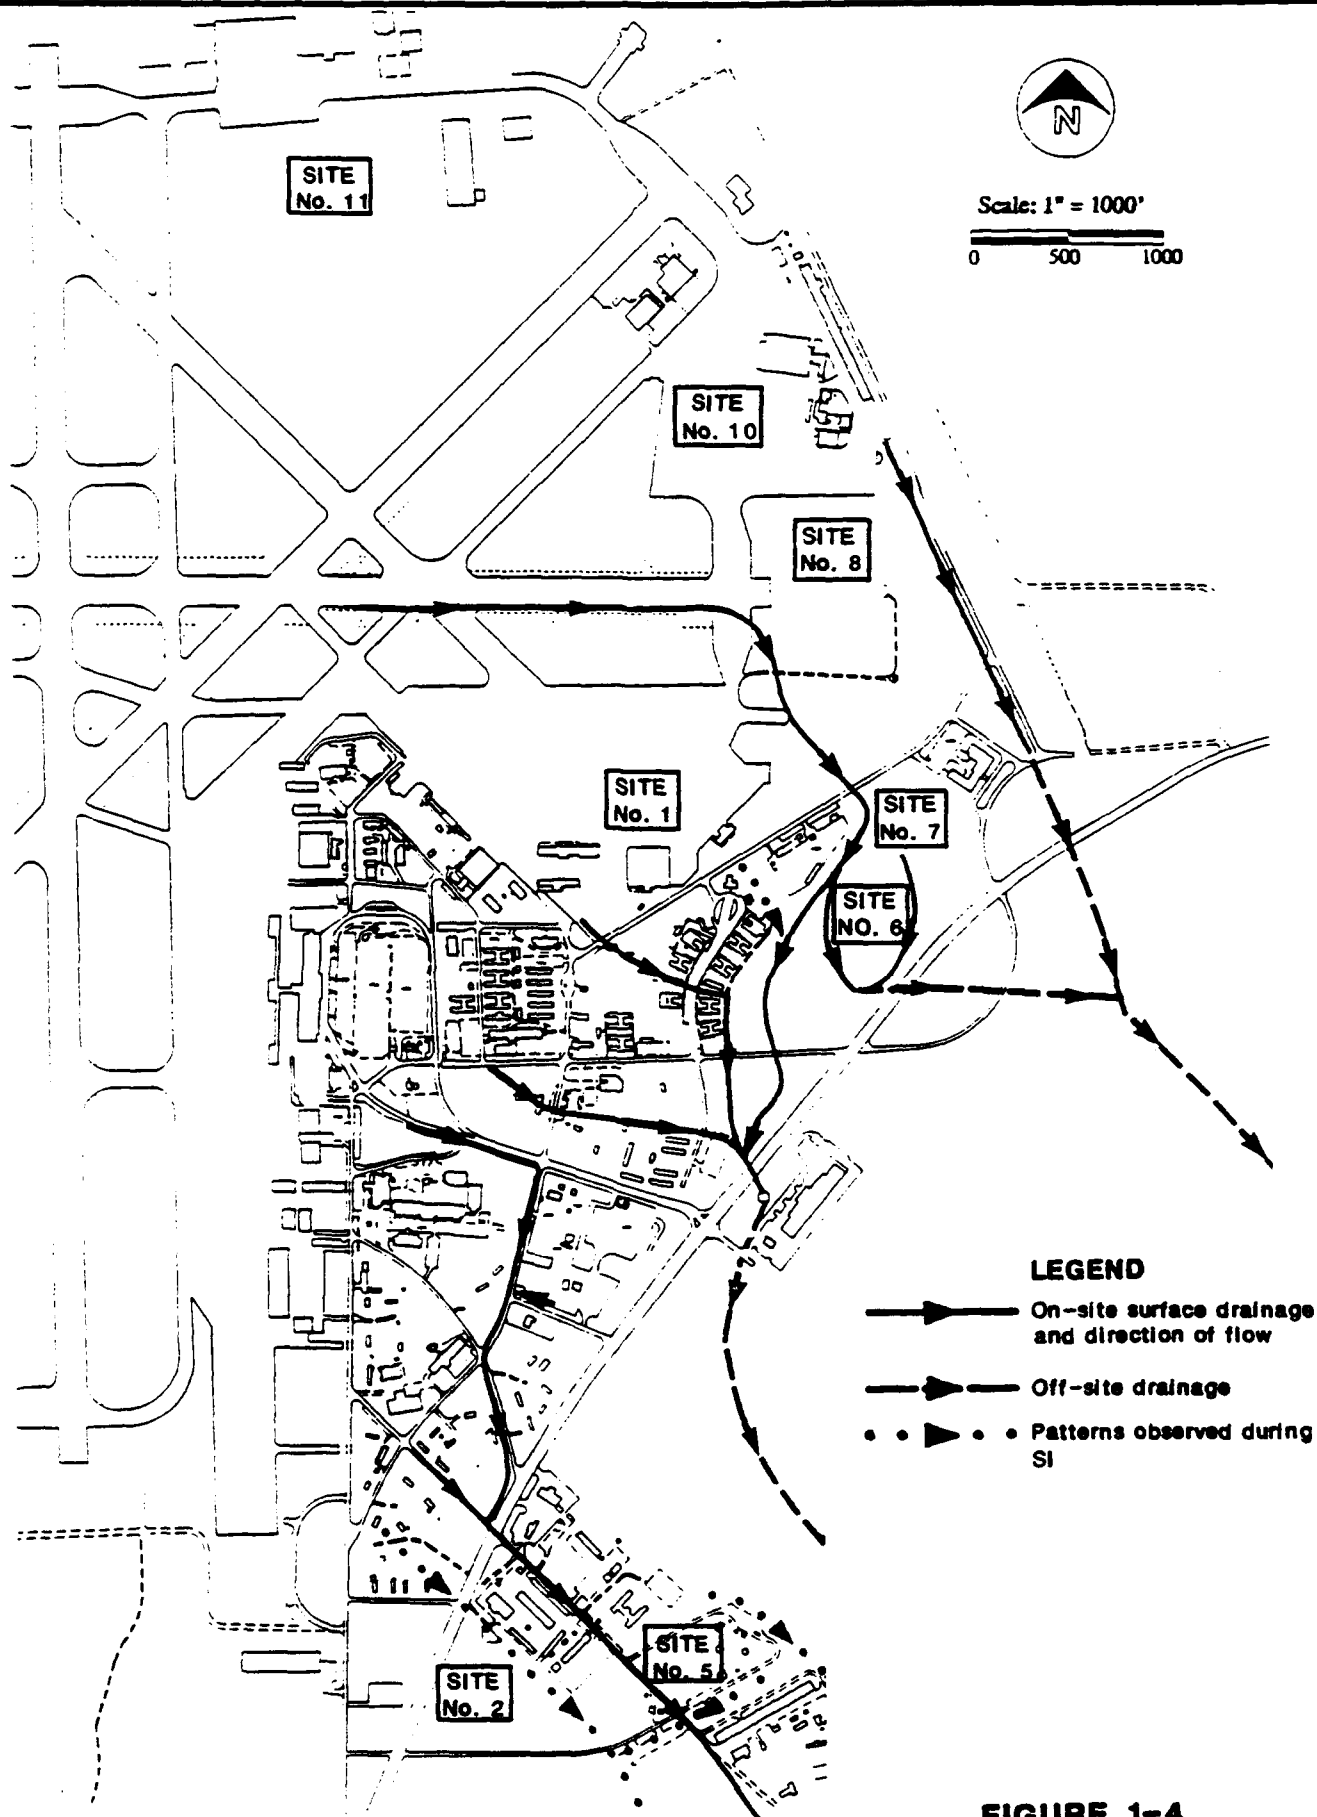 N
Scale: 1" = 1000'
0 500 1000
SITE
No. 11
SITE
No. 10
SITE
No. 8
SITE
No. 1
SITE
No. 7
SITE
NO. 6
LEGEND
On-site surface drainage
and direction of flow
Off-site drainage
Patterns observed during
SI
SITE
No. 5
SITE
No. 2
FIGURE 1-4